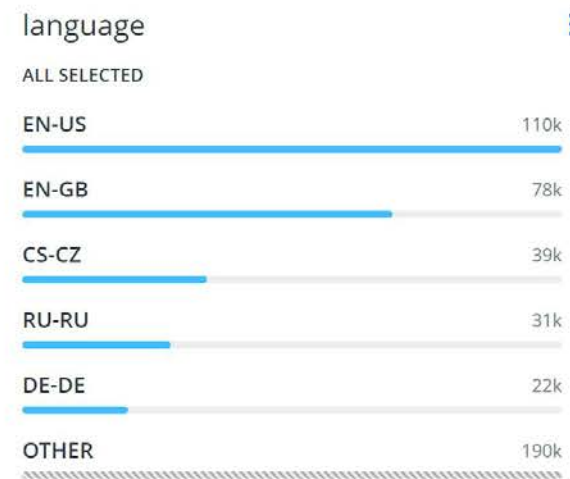 language
ALL SELECTED
EN-US 110k
EN-GB 78k
CS-CZ 39k
RU-RU 31k
DE-DE 22k
OTHER 190k